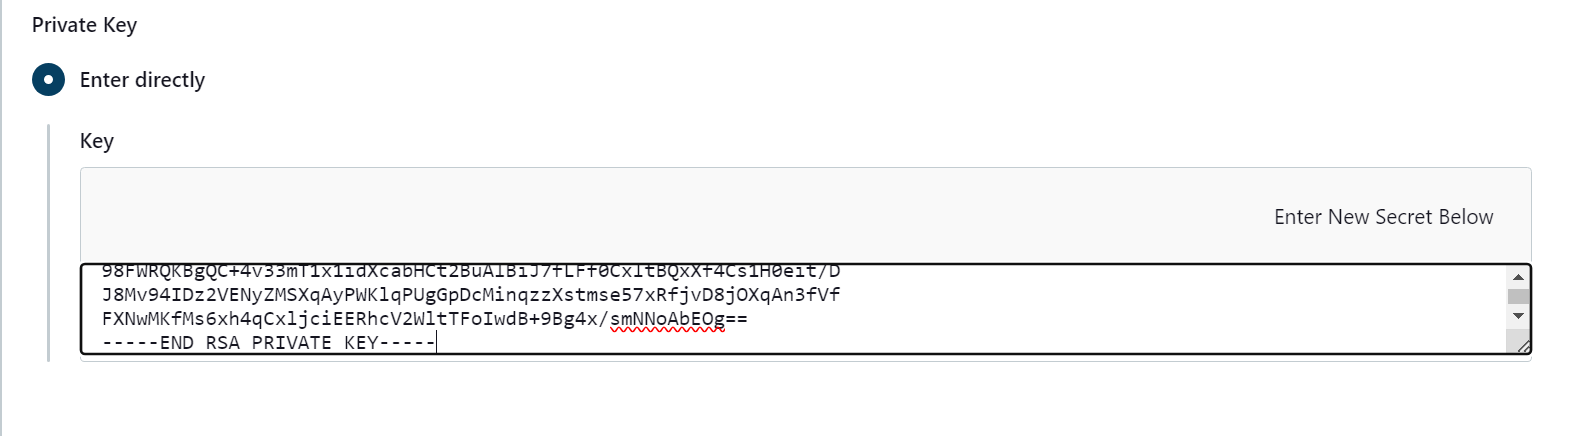 Private Key
Enter directly
Key
Enter New Secret Below
J8Mv94IDz2VENyZMSXqAyPWKlqPUgGpDcMinqzzXstmse57xRfjvD8jOXqAn3fVf
FXNwMKfMs6xh4qCxljciEERhcV2WltTFoIwdB+9Bg4x/smNNoAbEOg==
-----END RSA PRIVATE KEY-----